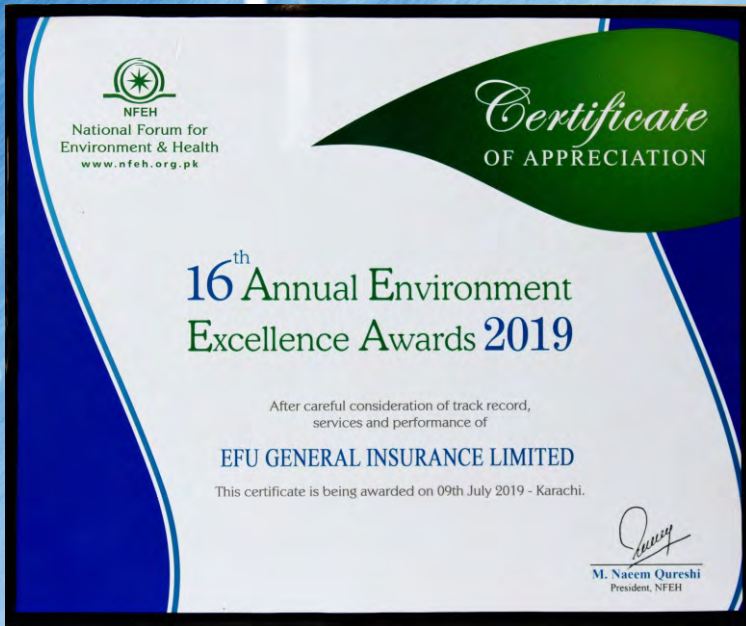 NFEH
National Forum for
Environment & Health
www.nfeh.org.pk
Certificate
OF APPRECIATION
16th Annual Environment
Excellence Awards 2019
After careful consideration of track record,
services and performance of
EFU GENERAL INSURANCE LIMITED
This certificate is being awarded on 09th July 2019 - Karachi.
M. Naeem Qureshi
President, NFEH